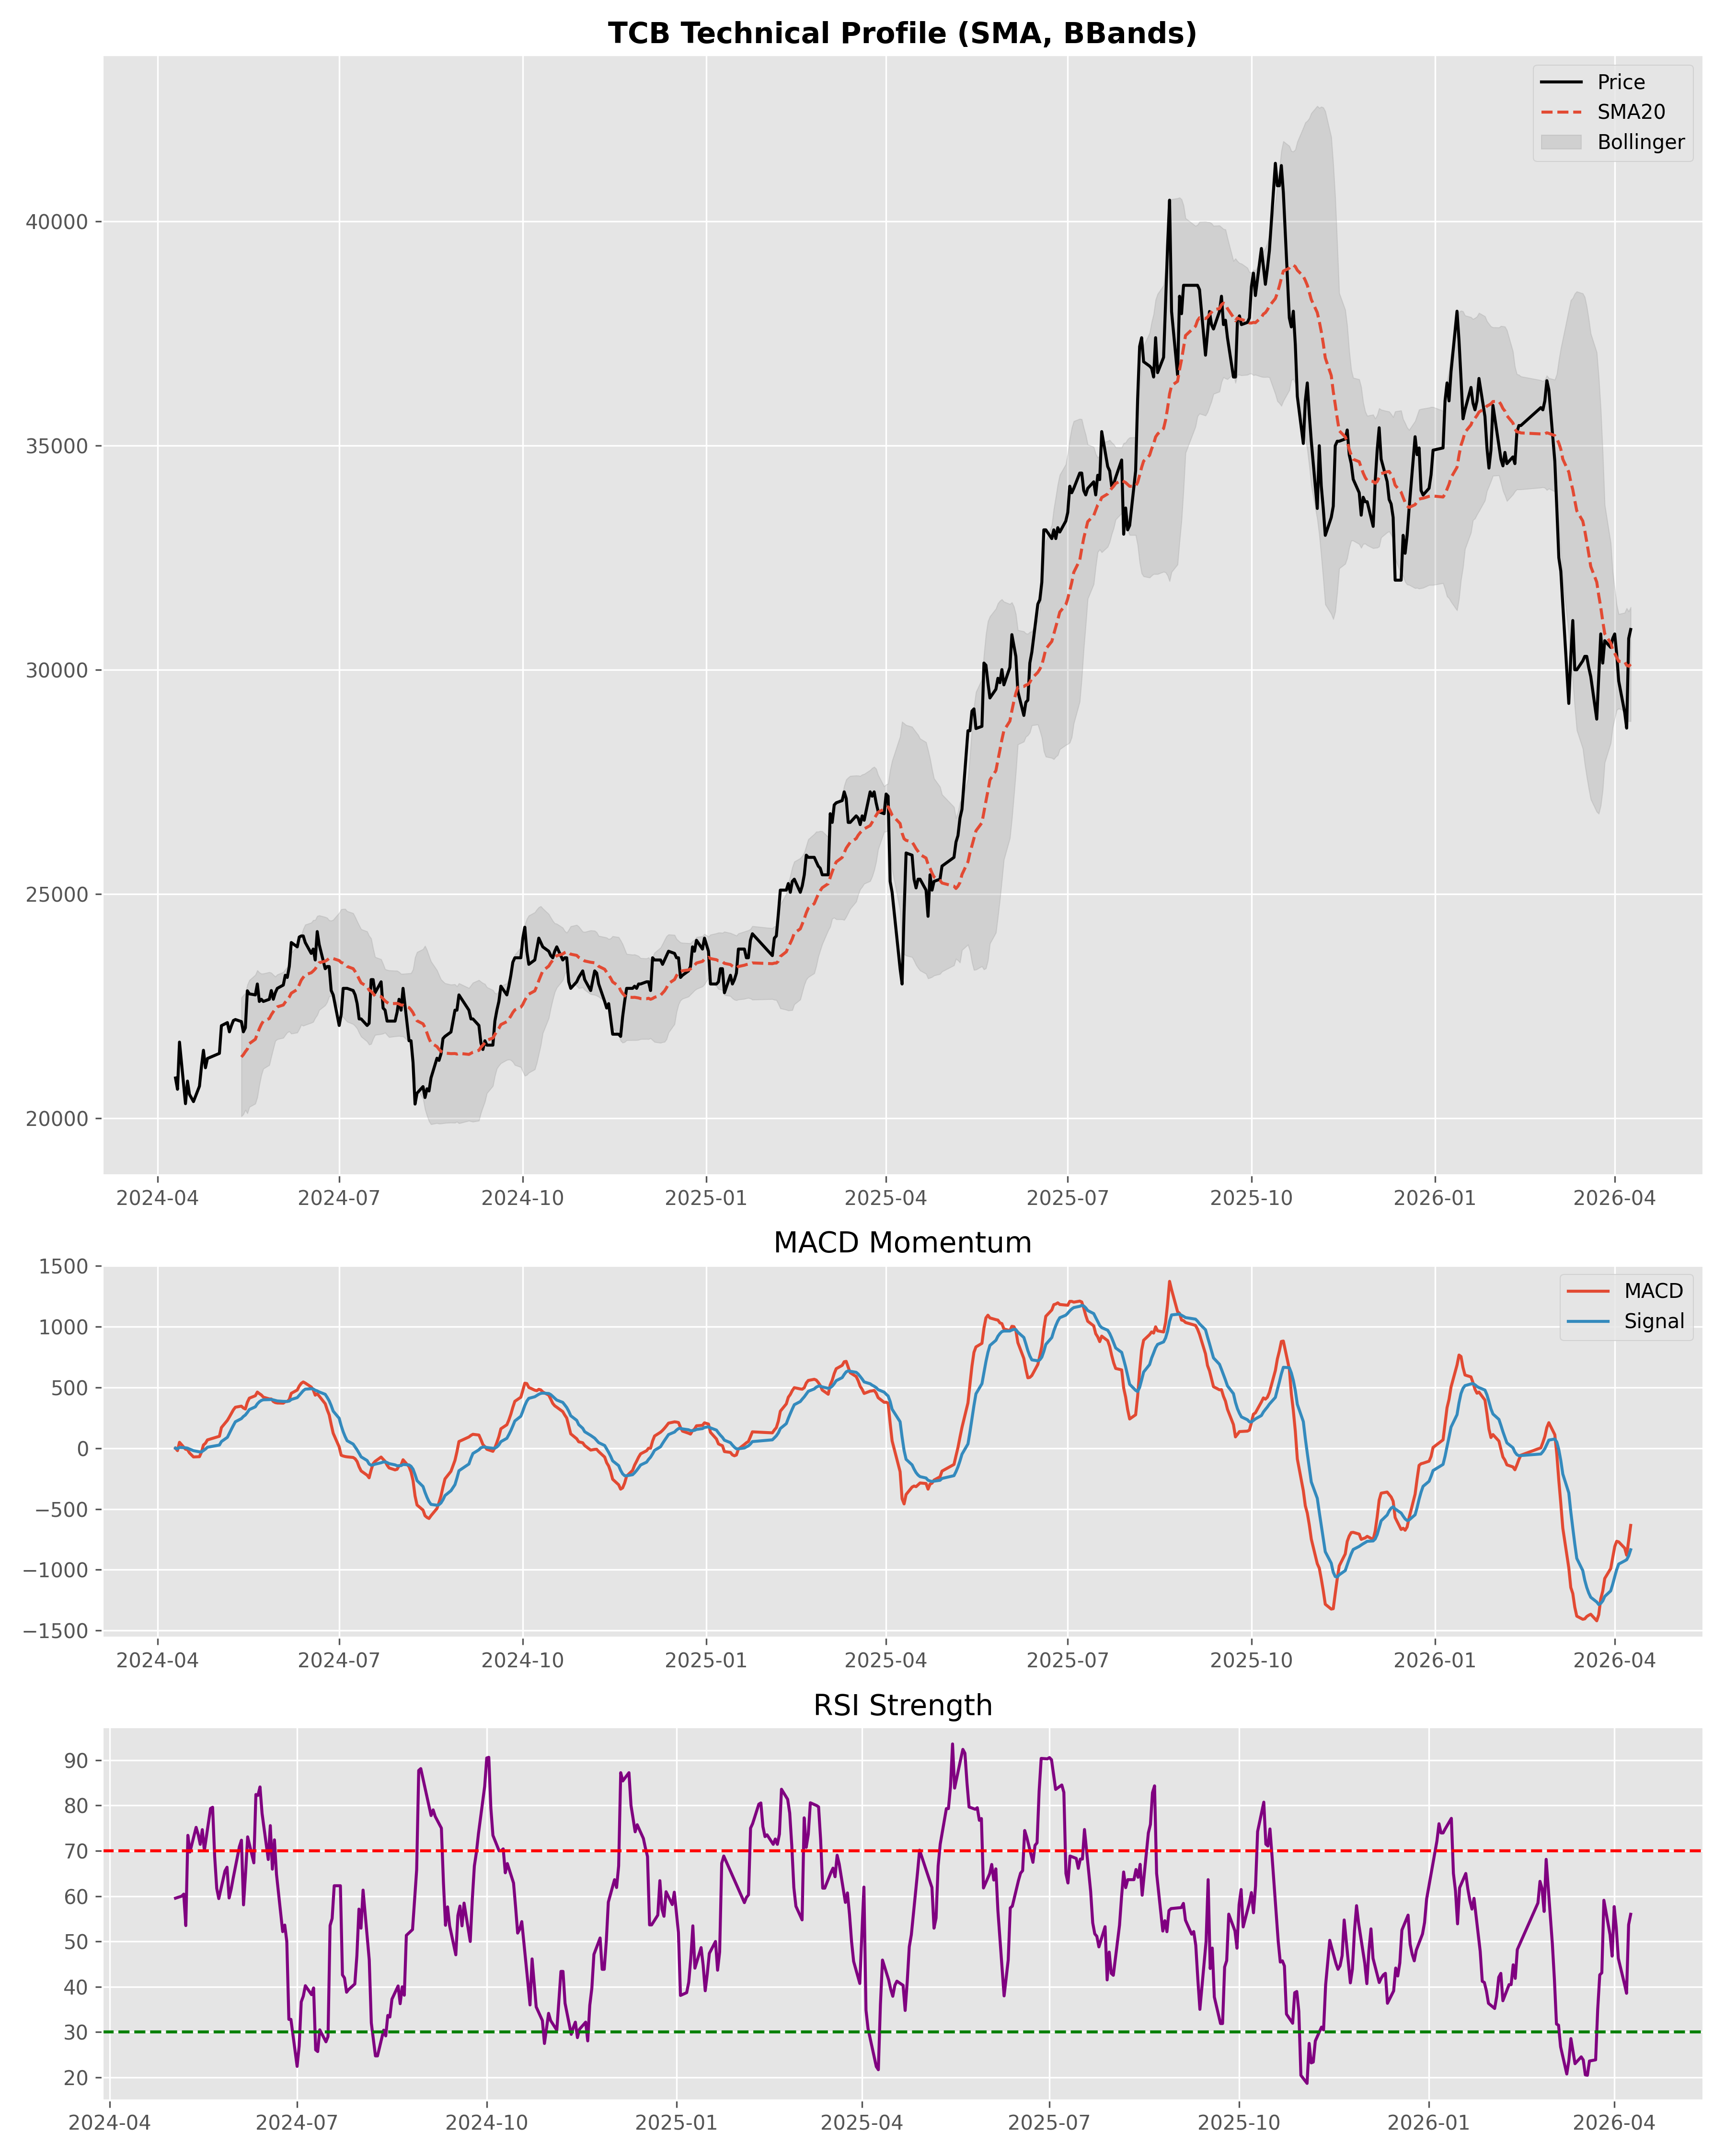 TCB Technical Profile (SMA, BBands)
Price
SMA20
Bollinger
40000
35000
30000
25000
20000
2024-04 2024-07 2024-10 2025-01 2025-04 2025-07 2025-10 2026-01 2026-04
MACD Momentum
MACD
Signal
1500
1000
500
0
−500
−1000
−1500
2024-04 2024-07 2024-10 2025-01 2025-04 2025-07 2025-10 2026-01 2026-04
RSI Strength
90
80
70
60
50
40
30
20
2024-04 2024-07 2024-10 2025-01 2025-04 2025-07 2025-10 2026-01 2026-04